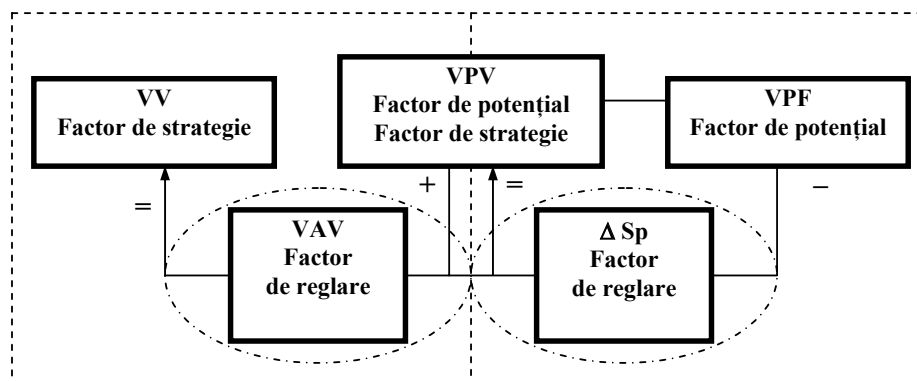 VV
Factor de strategie
VPV
Factor de potențial
Factor de strategie
VPF
Factor de potențial
=
+
=
−
VAV
Factor
de reglare
Δ Sp
Factor
de reglare